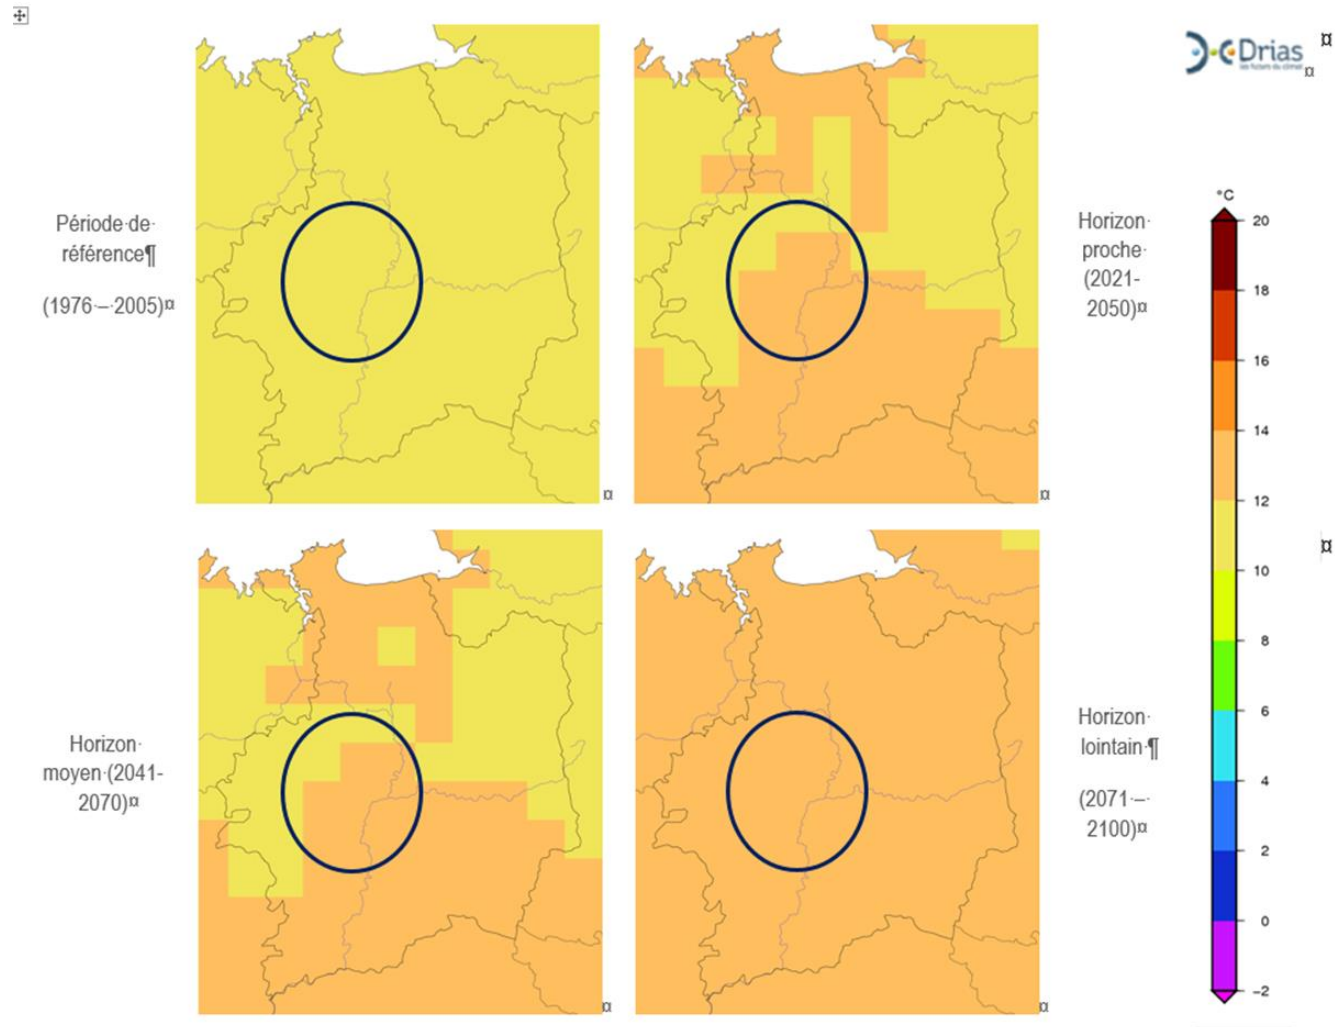 Drias
les futurs du climat
Période·de·
référence¶
(1976·–·2005)¤
¤
Horizon·
proche·
(2021-
2050)¤
¤
¤
¤
°C
20
18
16
14
12
10
8
6
4
2
0
−2
Horizon·
moyen·(2041-
2070)¤
¤
Horizon·
lointain·¶
(2071·–·
2100)¤
¤
¤